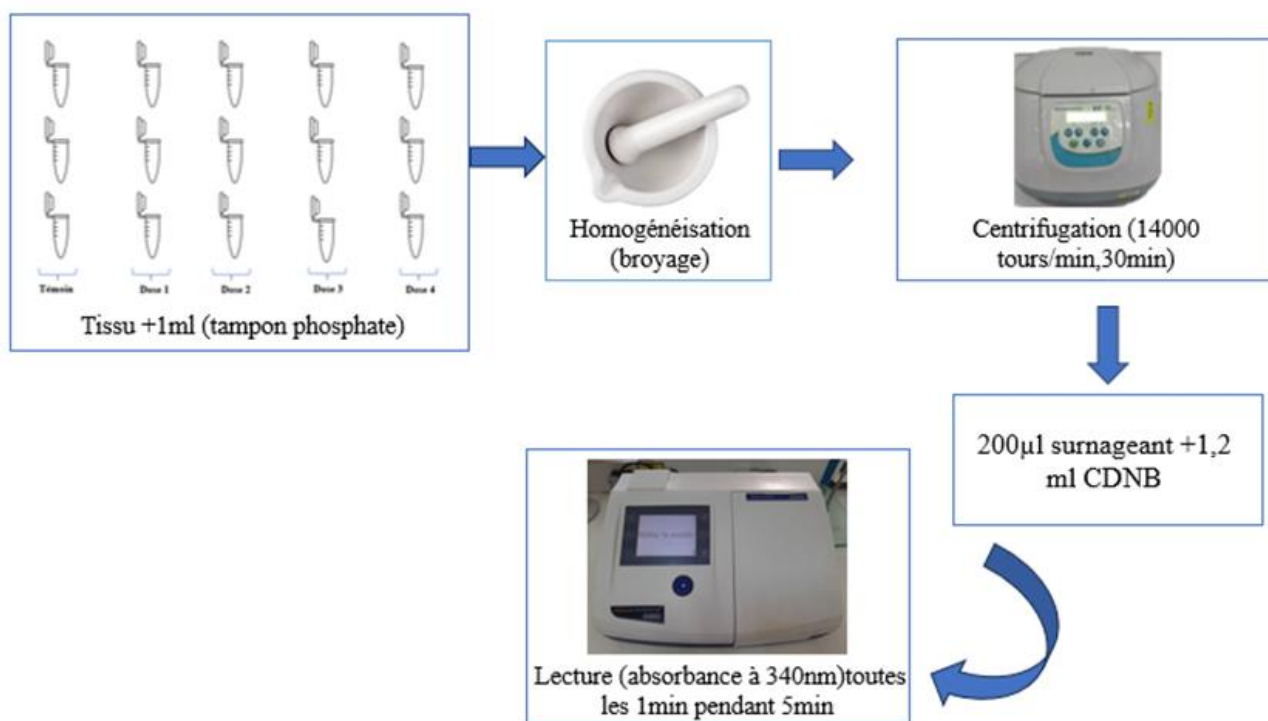 Témoin Dose 1 Dose 2 Dose 3 Dose 4
Tissu +1ml (tampon phosphate)
Homogénéisation
(broyage)
Centrifugation (14000
tours/min,30min)
200µl surnageant +1,2
ml CDNB
Lecture (absorbance à 340nm)toutes
les 1min pendant 5min